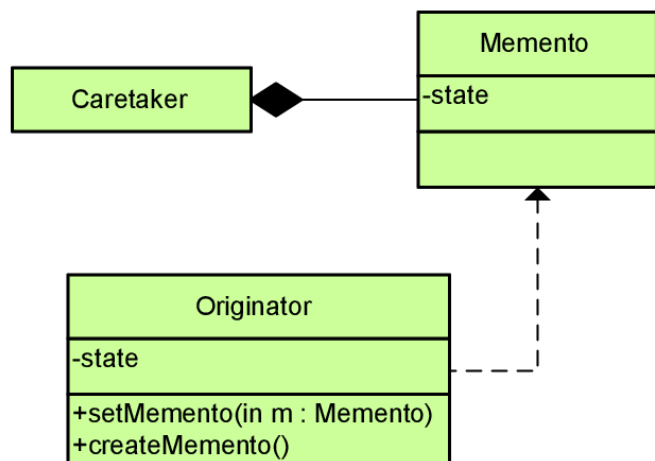 Memento
Caretaker
-state
Originator
-state
+setMemento(in m : Memento)
+createMemento()